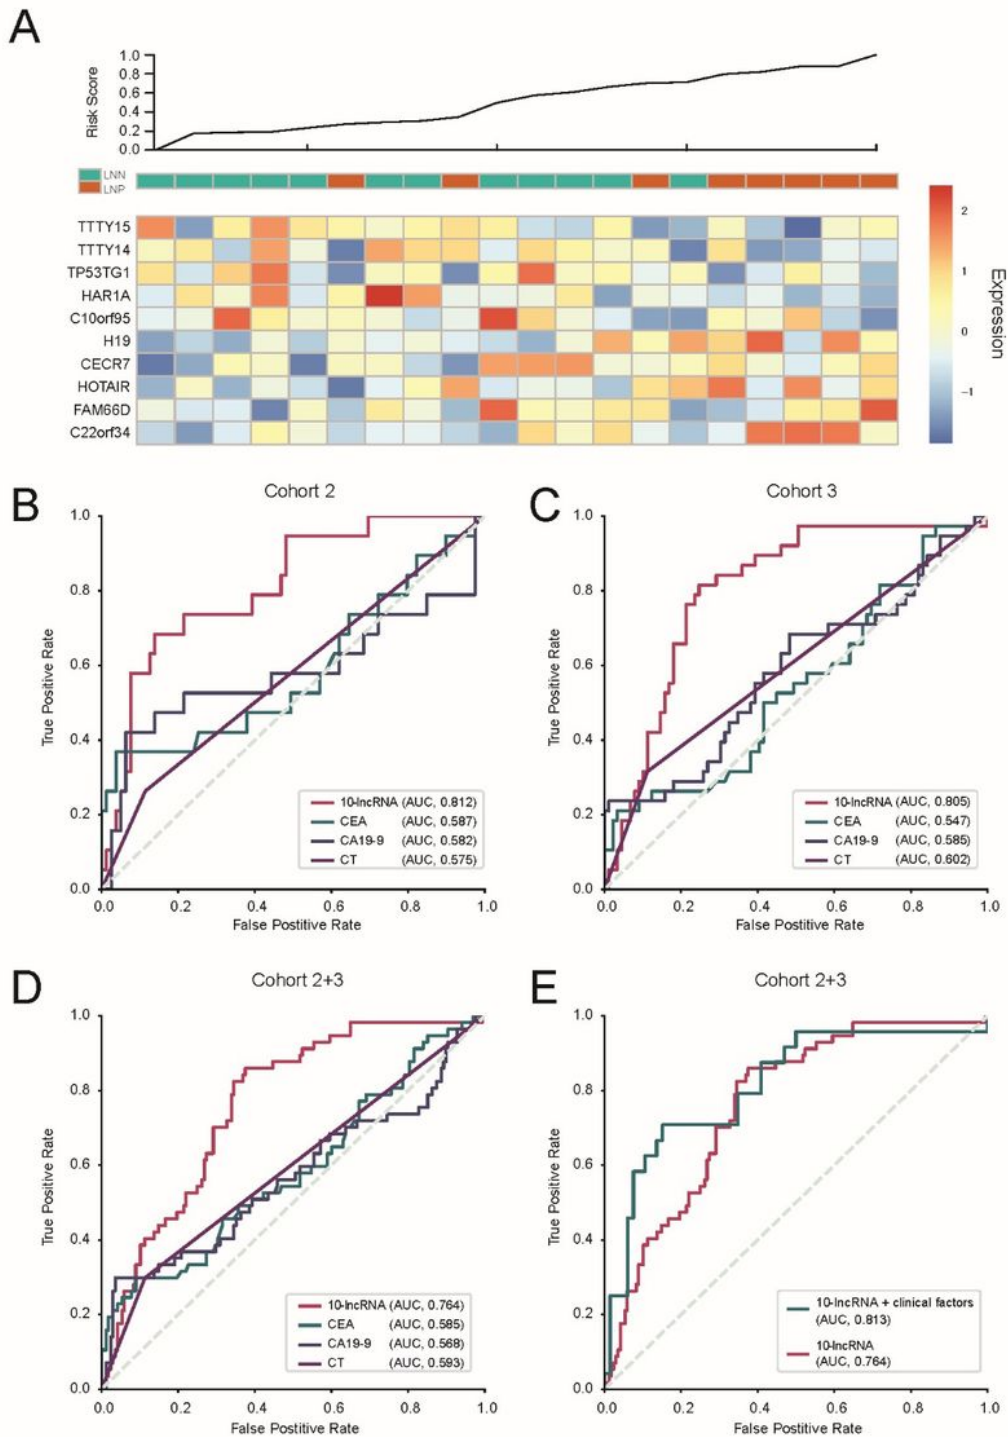 A
Risk Score
1.0
0.8
0.6
0.4
0.2
0.0
LNN
LNP
TTTY15
TTTY14
TP53TG1
HAR1A
C10orf95
H19
CECR7
HOTAIR
FAM66D
C22orf34
2
1
0
−1
Expression
B
Cohort 2
True Positive Rate
1.0
0.8
0.6
0.4
0.2
0.0
10-lncRNA (AUC, 0.812)
CEA (AUC, 0.587)
CA19-9 (AUC, 0.582)
CT (AUC, 0.575)
0.0 0.2 0.4 0.6 0.8 1.0
False Postitive Rate
C
Cohort 3
True Positive Rate
1.0
0.8
0.6
0.4
0.2
0.0
10-lncRNA (AUC, 0.805)
CEA (AUC, 0.547)
CA19-9 (AUC, 0.585)
CT (AUC, 0.602)
0.0 0.2 0.4 0.6 0.8 1.0
False Postitive Rate
D
Cohort 2+3
True Positive Rate
1.0
0.8
0.6
0.4
0.2
0.0
10-lncRNA (AUC, 0.764)
CEA (AUC, 0.585)
CA19-9 (AUC, 0.568)
CT (AUC, 0.593)
0.0 0.2 0.4 0.6 0.8 1.0
False Postitive Rate
E
Cohort 2+3
True Positive Rate
1.0
0.8
0.6
0.4
0.2
0.0
10-lncRNA + clinical factors
(AUC, 0.813)
10-lncRNA
(AUC, 0.764)
0.0 0.2 0.4 0.6 0.8 1.0
False Postitive Rate